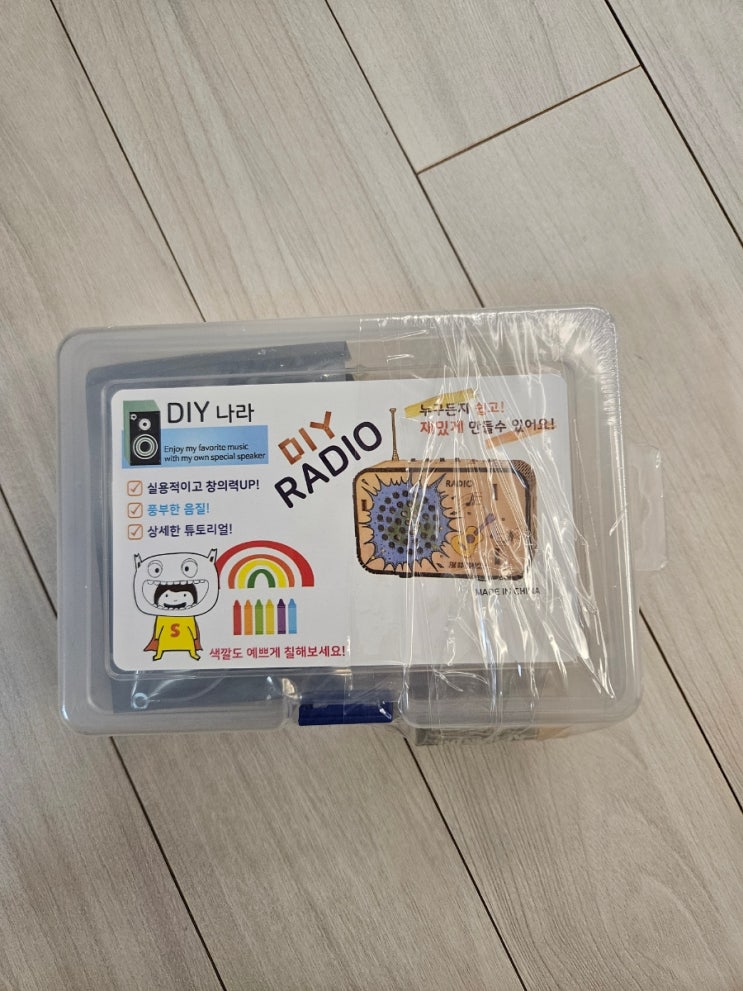 DIY 나라
Enjoy my favorite music
with my own special speaker
실용적이고 창의력UP!
풍부한 음질!
상세한 튜토리얼!
DIY
RADIO
누구든지 쉽고!
재밌게 만들수 있어요!
RADIO
MADE IN CHINA
S
색깔도 예쁘게 칠해보세요!